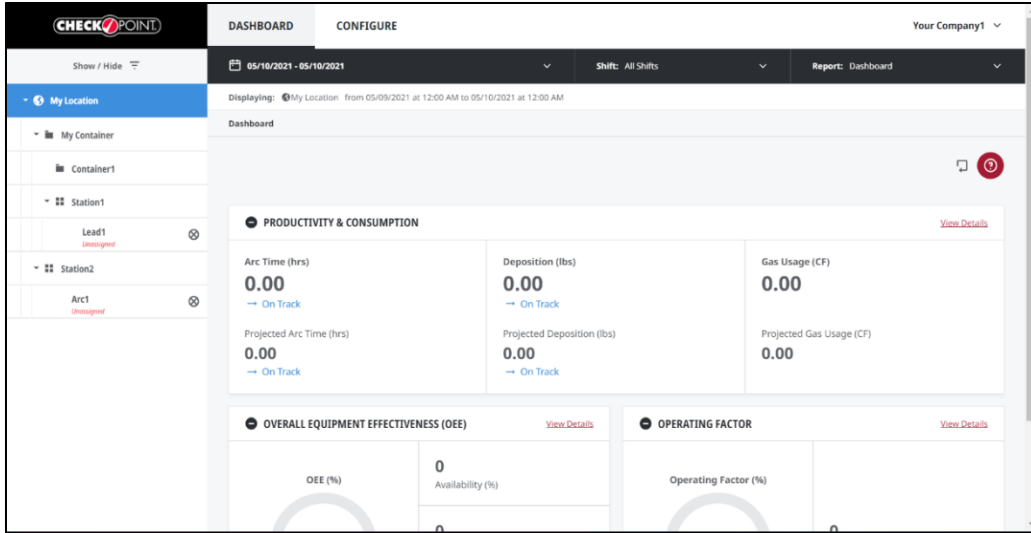 CHECKPOINT
DASHBOARD CONFIGURE Your Company1
Show / Hide
05/10/2021 - 05/10/2021 Shift: All Shifts Report: Dashboard
My Location
Displaying: My Location from 05/09/2021 at 12:00 AM to 05/10/2021 at 12:00 AM
Dashboard
My Container
Container1
Station1
Lead1
Unassigned
Station2
Arc1
Unassigned
PRODUCTIVITY & CONSUMPTION View Details
Arc Time (hrs) Deposition (lbs) Gas Usage (CF)
0.00 0.00 0.00
→ On Track → On Track
Projected Arc Time (hrs) Projected Deposition (lbs) Projected Gas Usage (CF)
0.00 0.00 0.00
→ On Track → On Track
OVERALL EQUIPMENT EFFECTIVENESS (OEE) View Details OPERATING FACTOR View Details
OEE (%) 0 Operating Factor (%)
Availability (%)
0 0